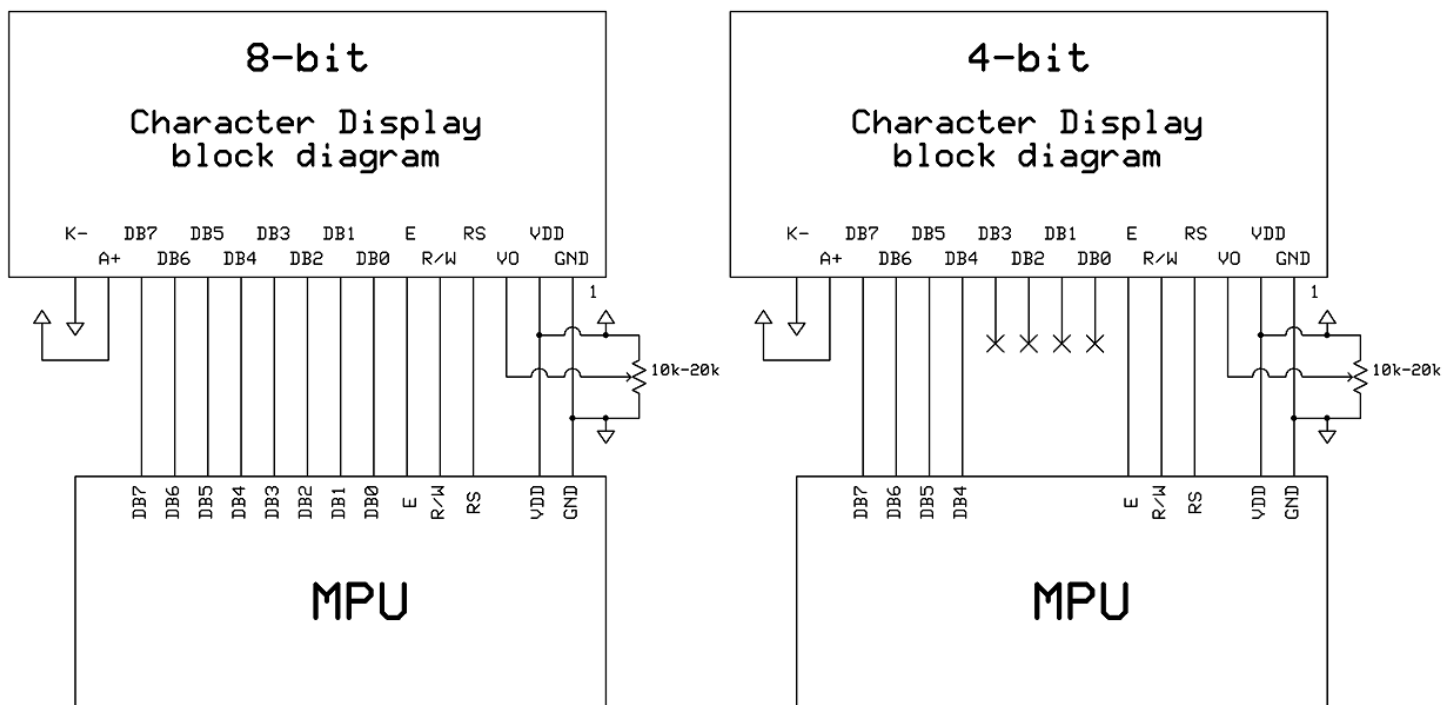 8-bit
Character Display
block diagram
K- DB7 DB5 DB3 DB1 E RS VDD
A+ DB6 DB4 DB2 DB0 R/W VO GND
1
10k-20k
DB7 DB6 DB5 DB4 DB3 DB2 DB1 DB0 E R/W RS VDD GND
MPU
4-bit
Character Display
block diagram
K- DB7 DB5 DB3 DB1 E RS VDD
A+ DB6 DB4 DB2 DB0 R/W VO GND
1
10k-20k
DB7 DB6 DB5 DB4 E R/W RS VDD GND
MPU